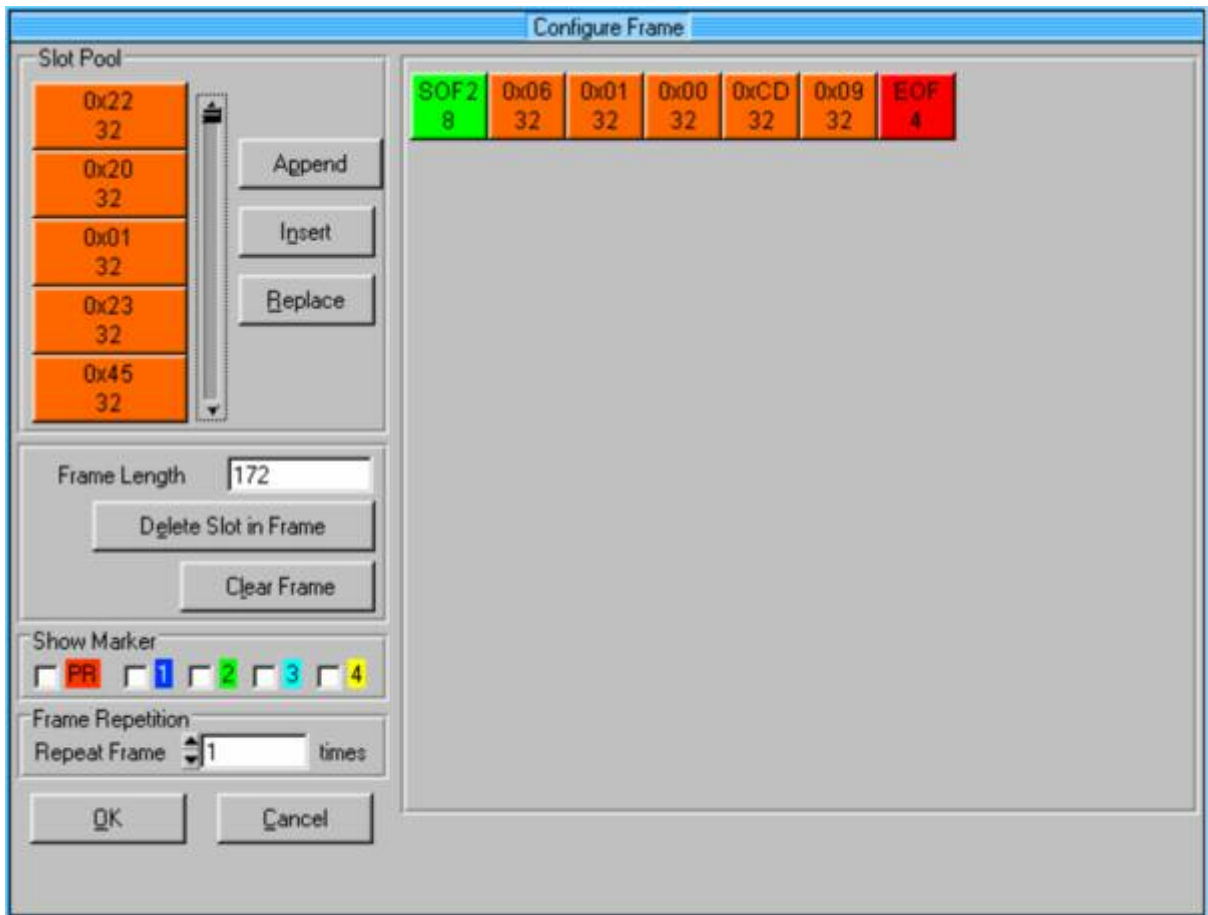 Configure Frame
Slot Pool
0x22
32
0x20
32
0x01
32
0x23
32
0x45
32
Append
Insert
Replace
SOF2 0x06 0x01 0x00 0xCD 0x09 EOF
8 32 32 32 32 32 4
Frame Length 172
Delete Slot in Frame
Clear Frame
Show Marker
PR 1 2 3 4
Frame Repetition
Repeat Frame 1 times
OK Cancel